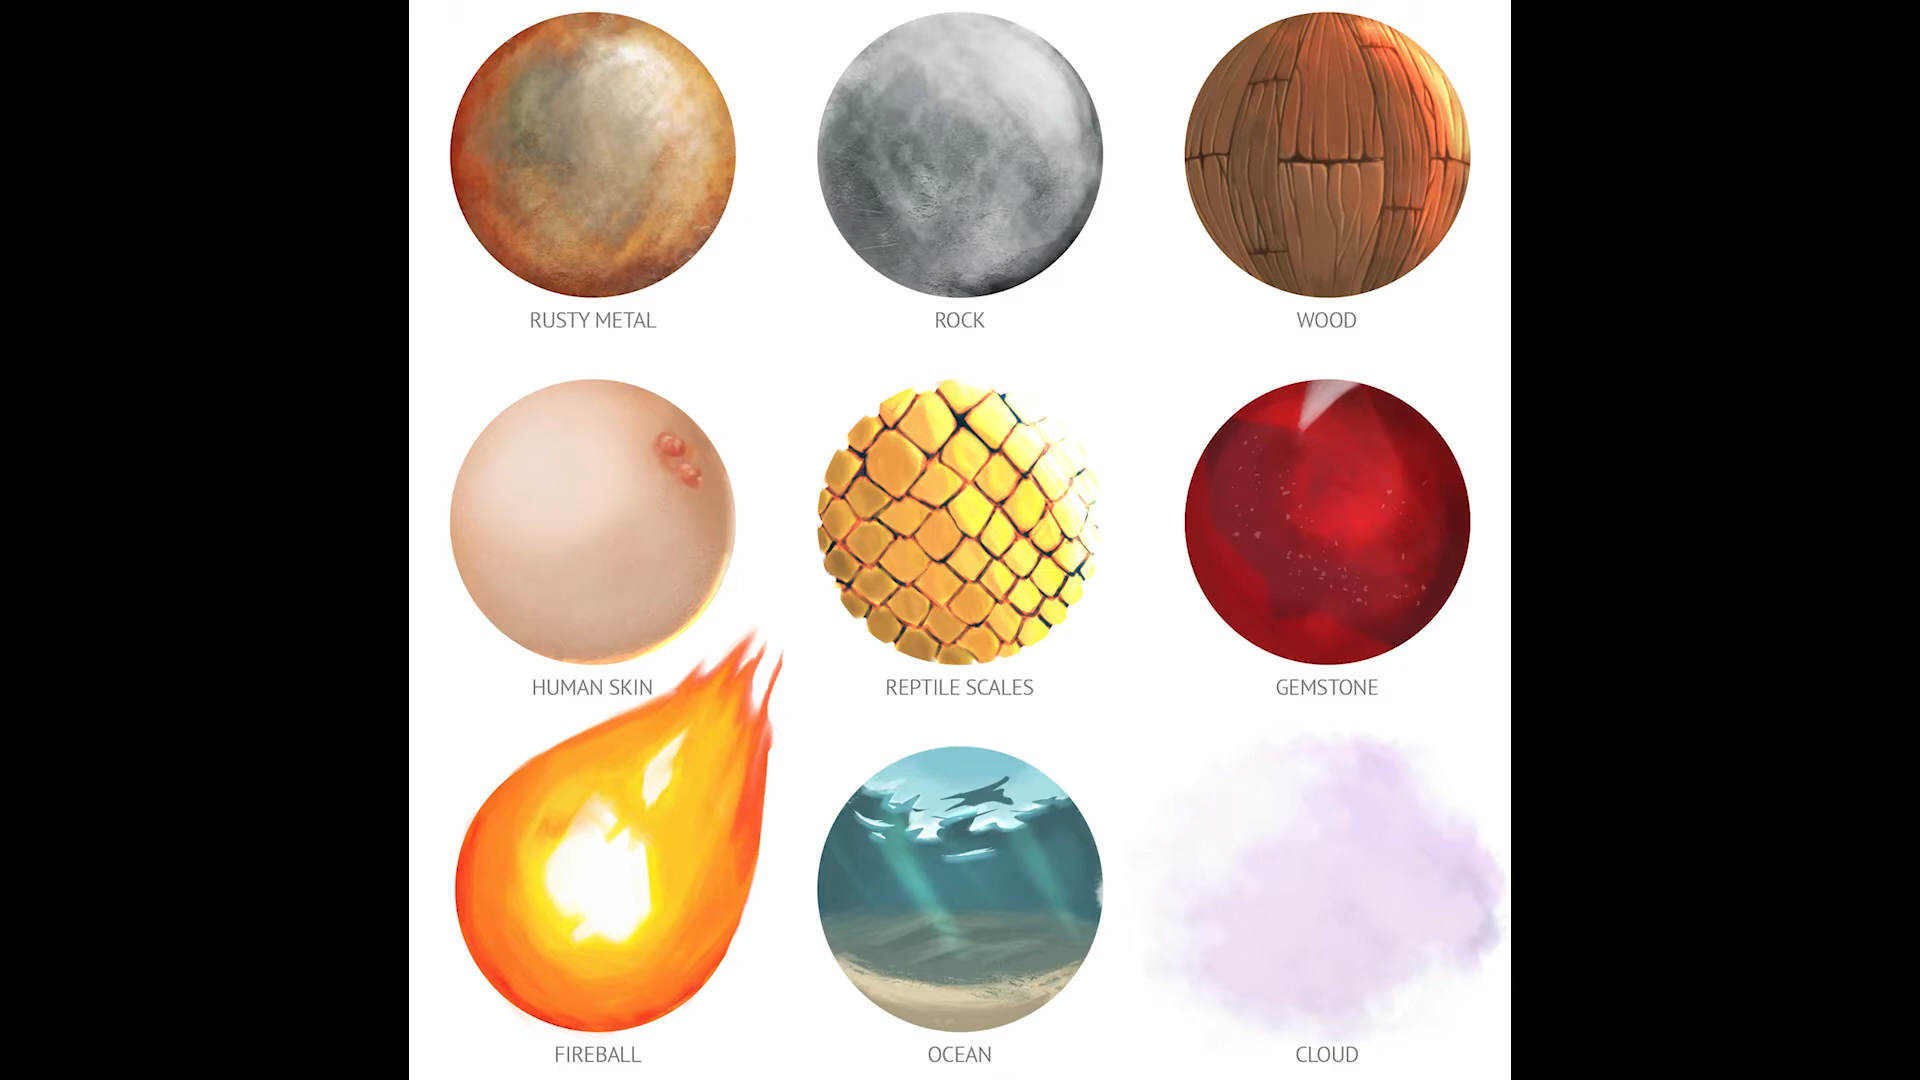 RUSTY METAL
ROCK
WOOD
HUMAN SKIN
REPTILE SCALES
GEMSTONE
FIREBALL
OCEAN
CLOUD